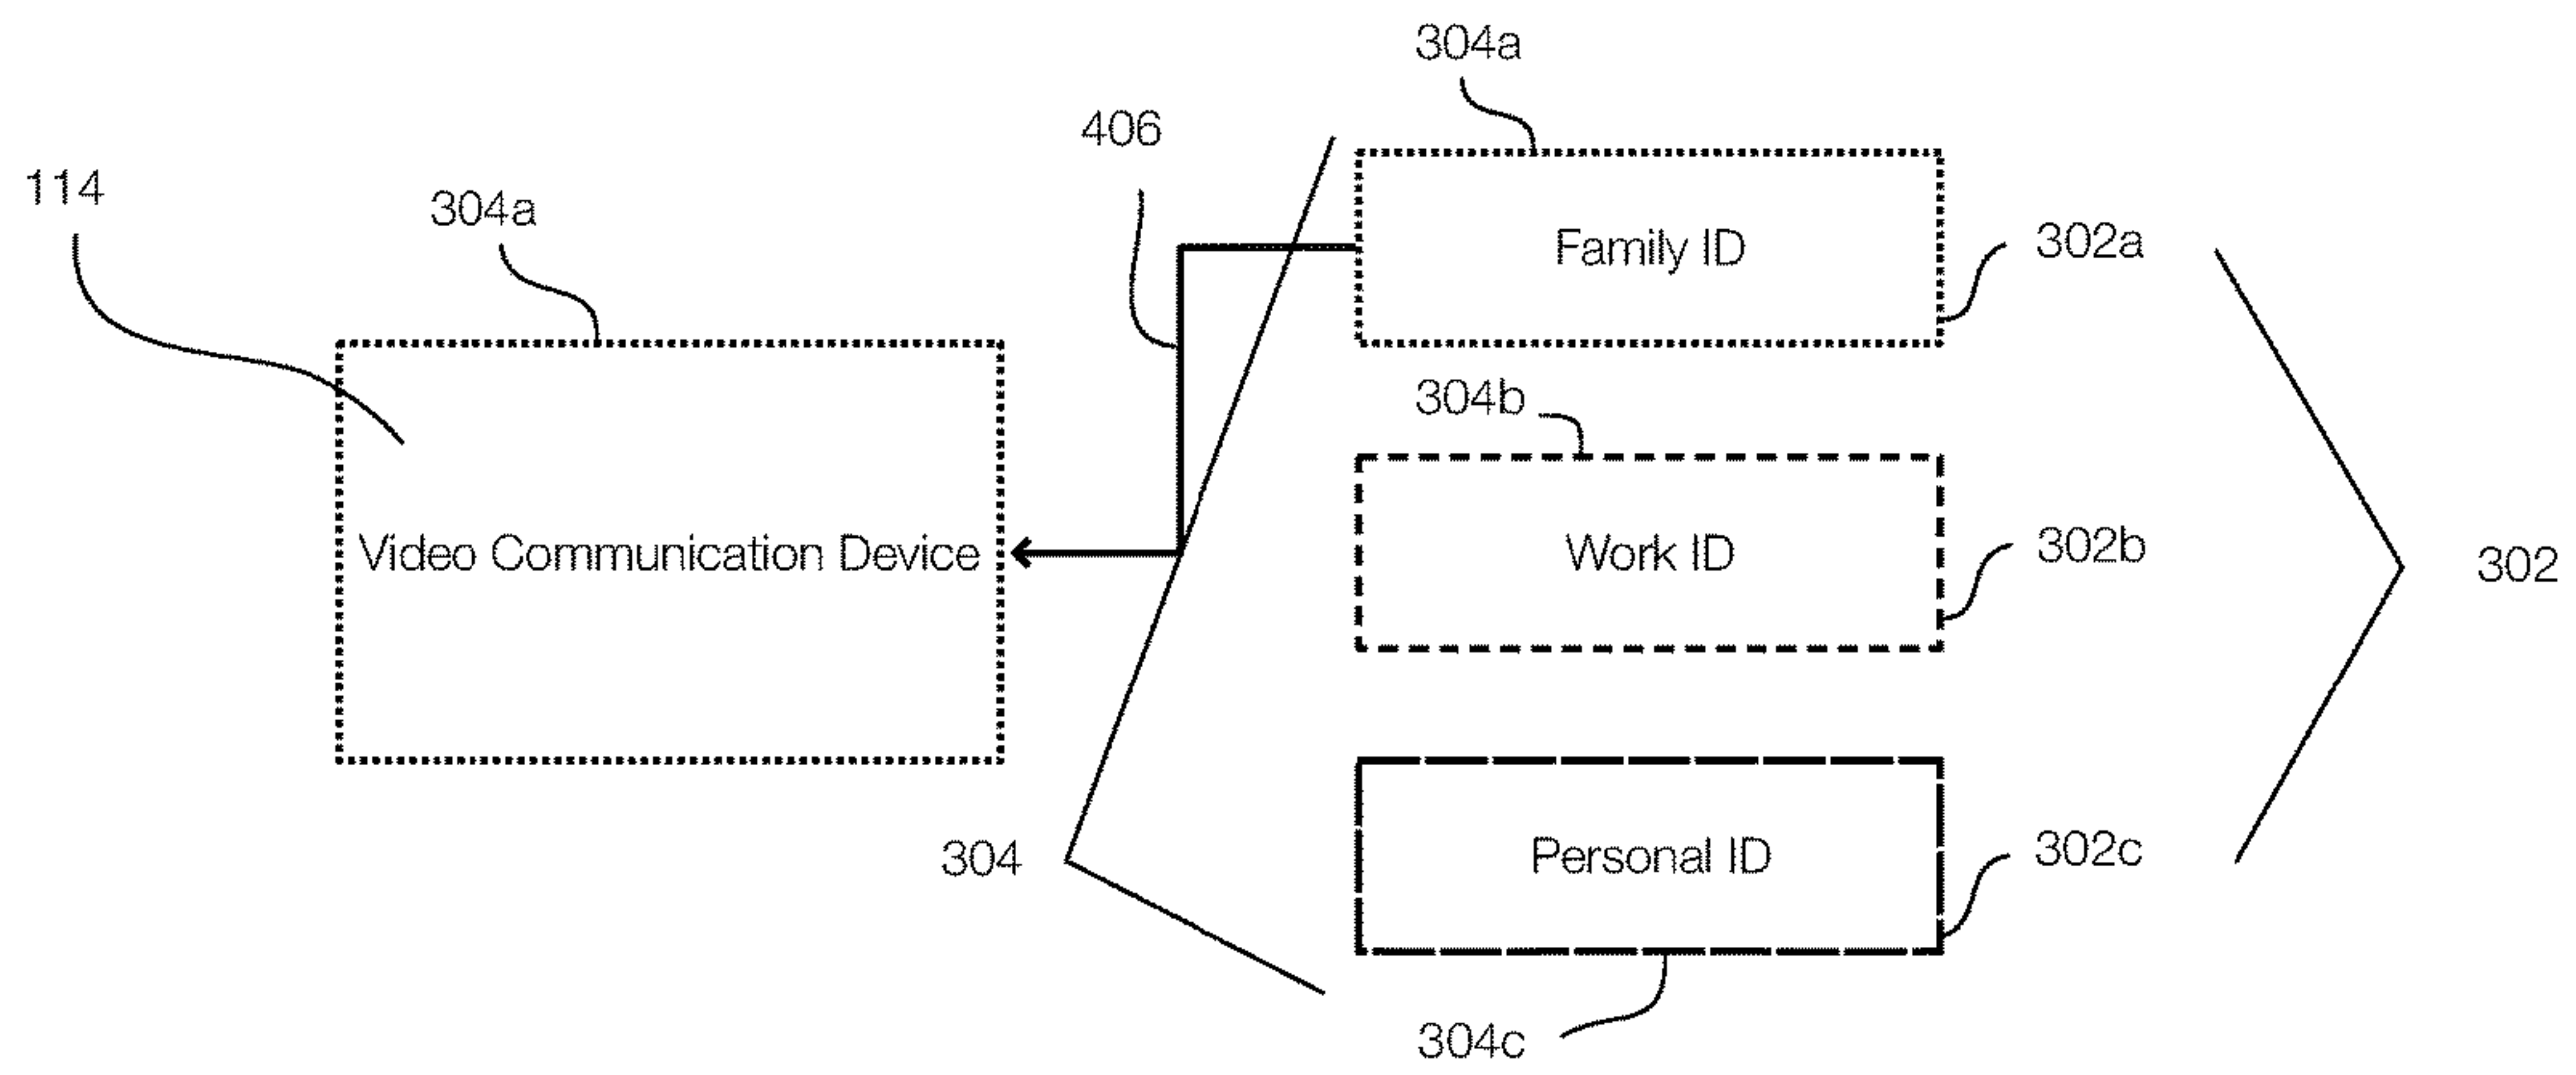 304a
406
114
304a
Family ID
302a
304b
Video Communication Device
Work ID
302b
302
304
Personal ID
302c
304c